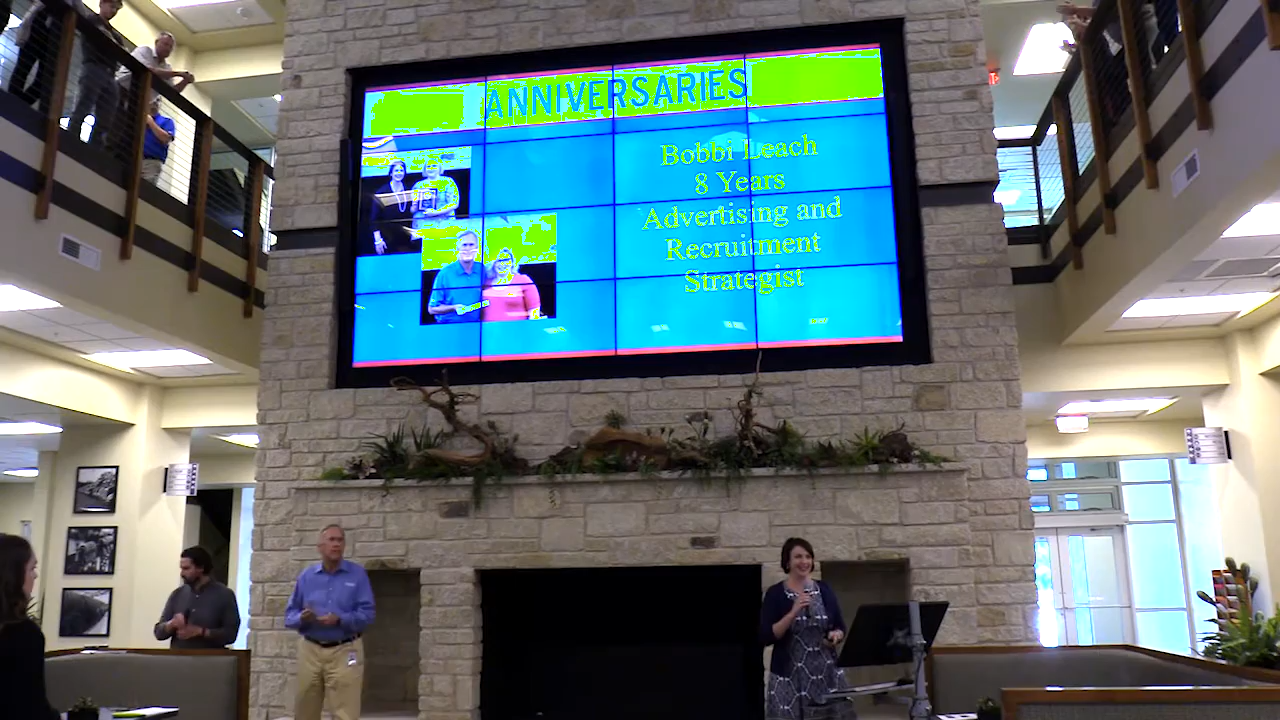 ANNIVERSARIES
Bobbi Leach
8 Years
Advertising and
Recruitment
Strategist